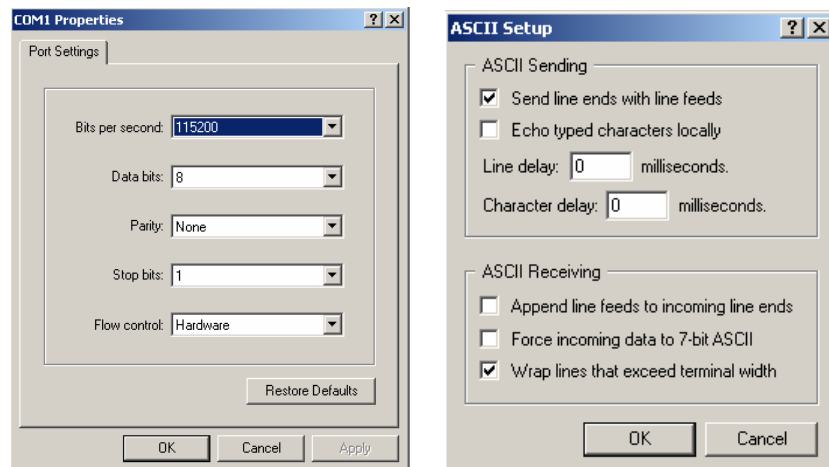 COM1 Properties
Port Settings
Bits per second: 115200
Data bits: 8
Parity: None
Stop bits: 1
Flow control: Hardware
Restore Defaults
OK Cancel Apply
ASCII Setup
ASCII Sending
Send line ends with line feeds
Echo typed characters locally
Line delay: 0 milliseconds.
Character delay: 0 milliseconds.
ASCII Receiving
Append line feeds to incoming line ends
Force incoming data to 7-bit ASCII
Wrap lines that exceed terminal width
OK Cancel